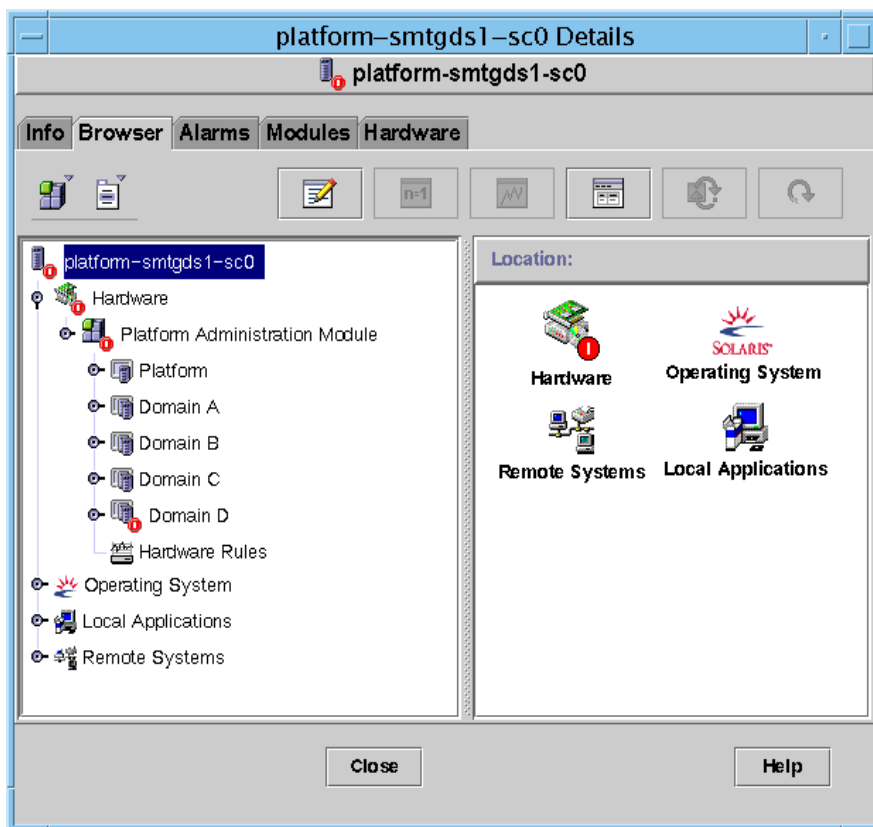 platform–smtgds1–sc0 Details
platform-smtgds1-sc0
Info Browser Alarms Modules Hardware
n=1
platform–smtgds1–sc0
Hardware
Platform Administration Module
Platform
Domain A
Domain B
Domain C
Domain D
Hardware Rules
Operating System
Local Applications
Remote Systems
Location:
Hardware
SOLARIS
Operating System
Remote Systems
Local Applications
Close
Help